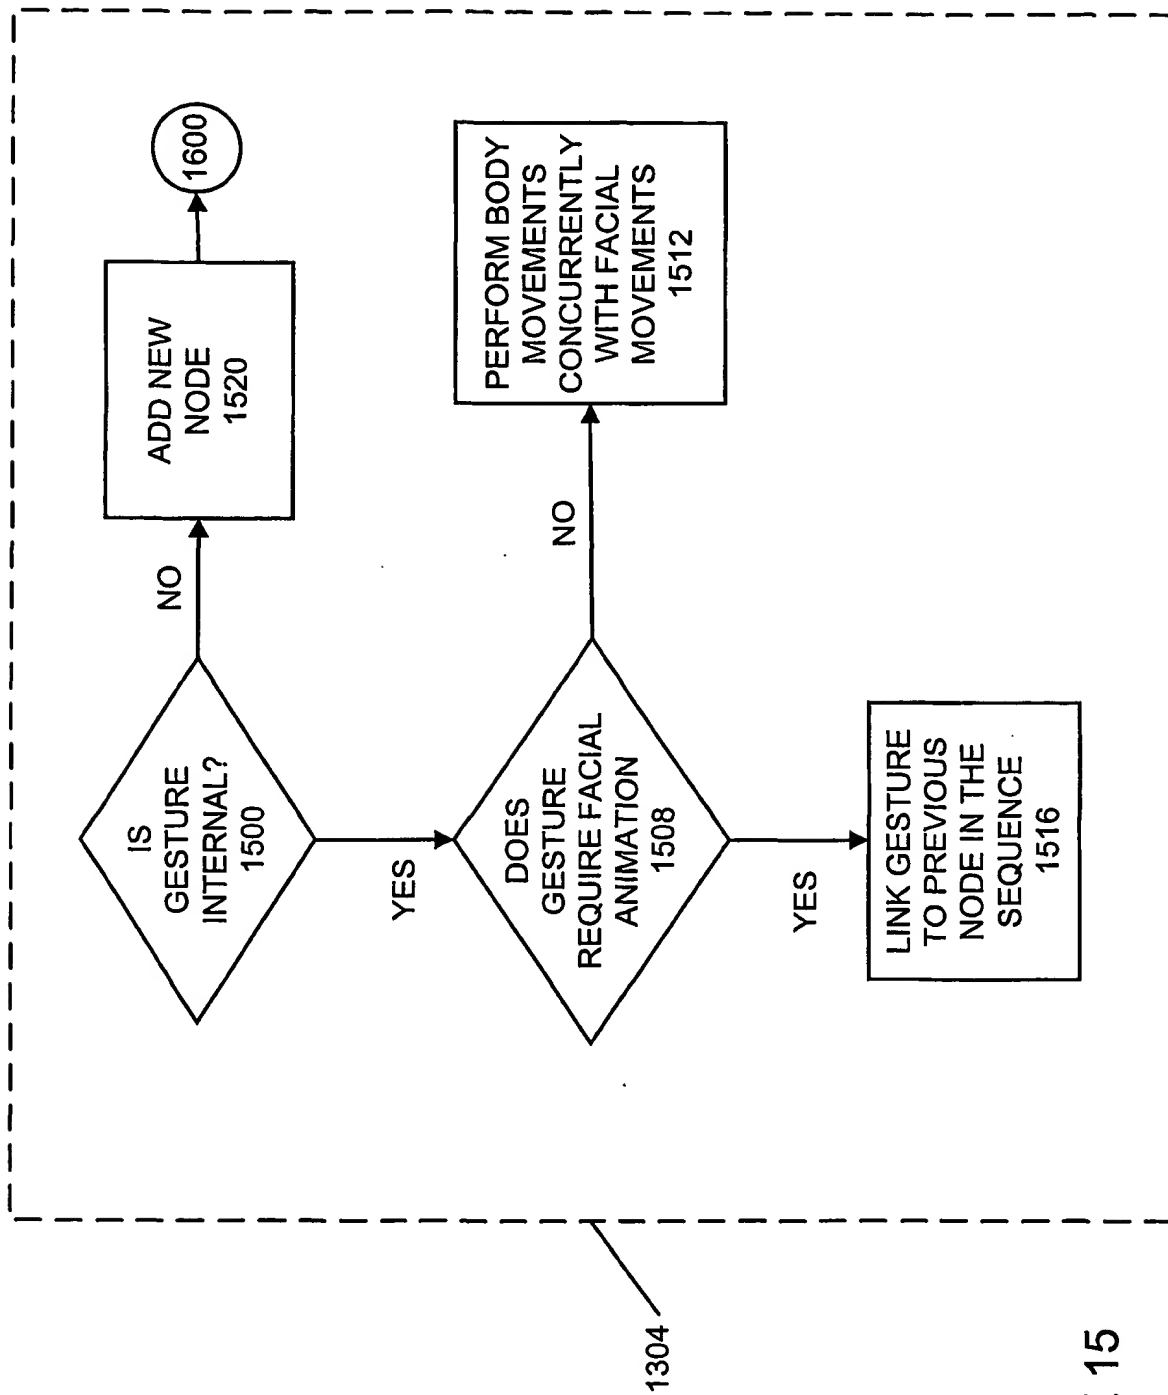 IS
GESTURE
INTERNAL?
1500
NO
ADD NEW
NODE
1520
1600
YES
DOES
GESTURE
REQUIRE FACIAL
ANIMATION
1508
NO
PERFORM BODY
MOVEMENTS
CONCURRENTLY
WITH FACIAL
MOVEMENTS
1512
YES
LINK GESTURE
TO PREVIOUS
NODE IN THE
SEQUENCE
1516
1304
15